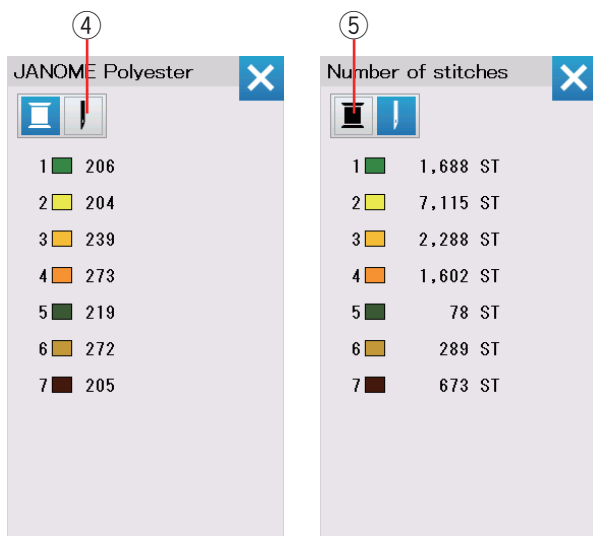 ④
⑤
JANOME Polyester
1 206
2 204
3 239
4 273
5 219
6 272
7 205
Number of stitches
1 1,688 ST
2 7,115 ST
3 2,288 ST
4 1,602 ST
5 78 ST
6 289 ST
7 673 ST